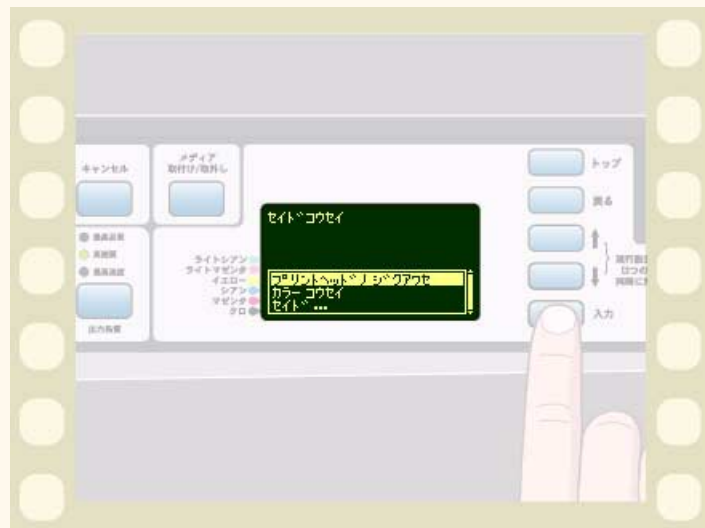 キャンセル
メディア
取付け/取外し
トップ
戻る
入力
セイド コウセイ
プリントヘッド ノ ジクアワセ
カラー コウセイ
セイド ...
ライトシアン
ライトマゼンタ
イエロー
シアン
マゼンタ
クロ
↑
↓